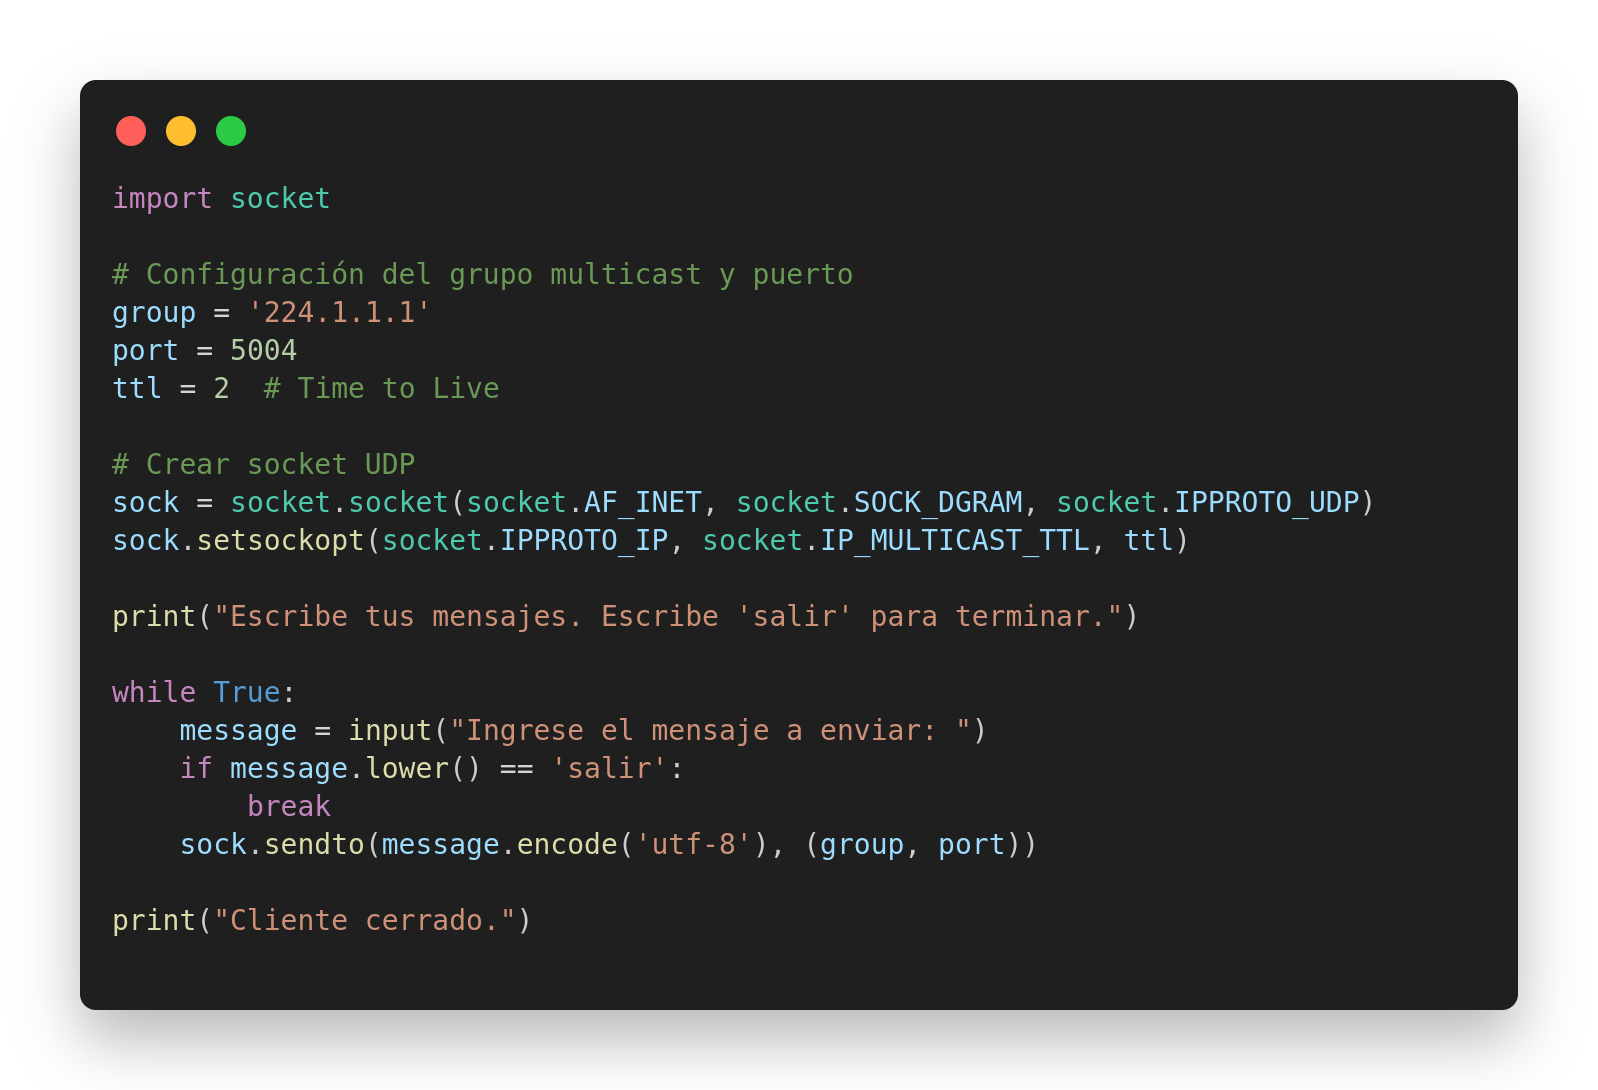 import socket

# Configuración del grupo multicast y puerto
group = '224.1.1.1'
port = 5004
ttl = 2  # Time to Live

# Crear socket UDP
sock = socket.socket(socket.AF_INET, socket.SOCK_DGRAM, socket.IPPROTO_UDP)
sock.setsockopt(socket.IPPROTO_IP, socket.IP_MULTICAST_TTL, ttl)

print("Escribe tus mensajes. Escribe 'salir' para terminar.")

while True:
    message = input("Ingrese el mensaje a enviar: ")
    if message.lower() == 'salir':
        break
    sock.sendto(message.encode('utf-8'), (group, port))

print("Cliente cerrado.")